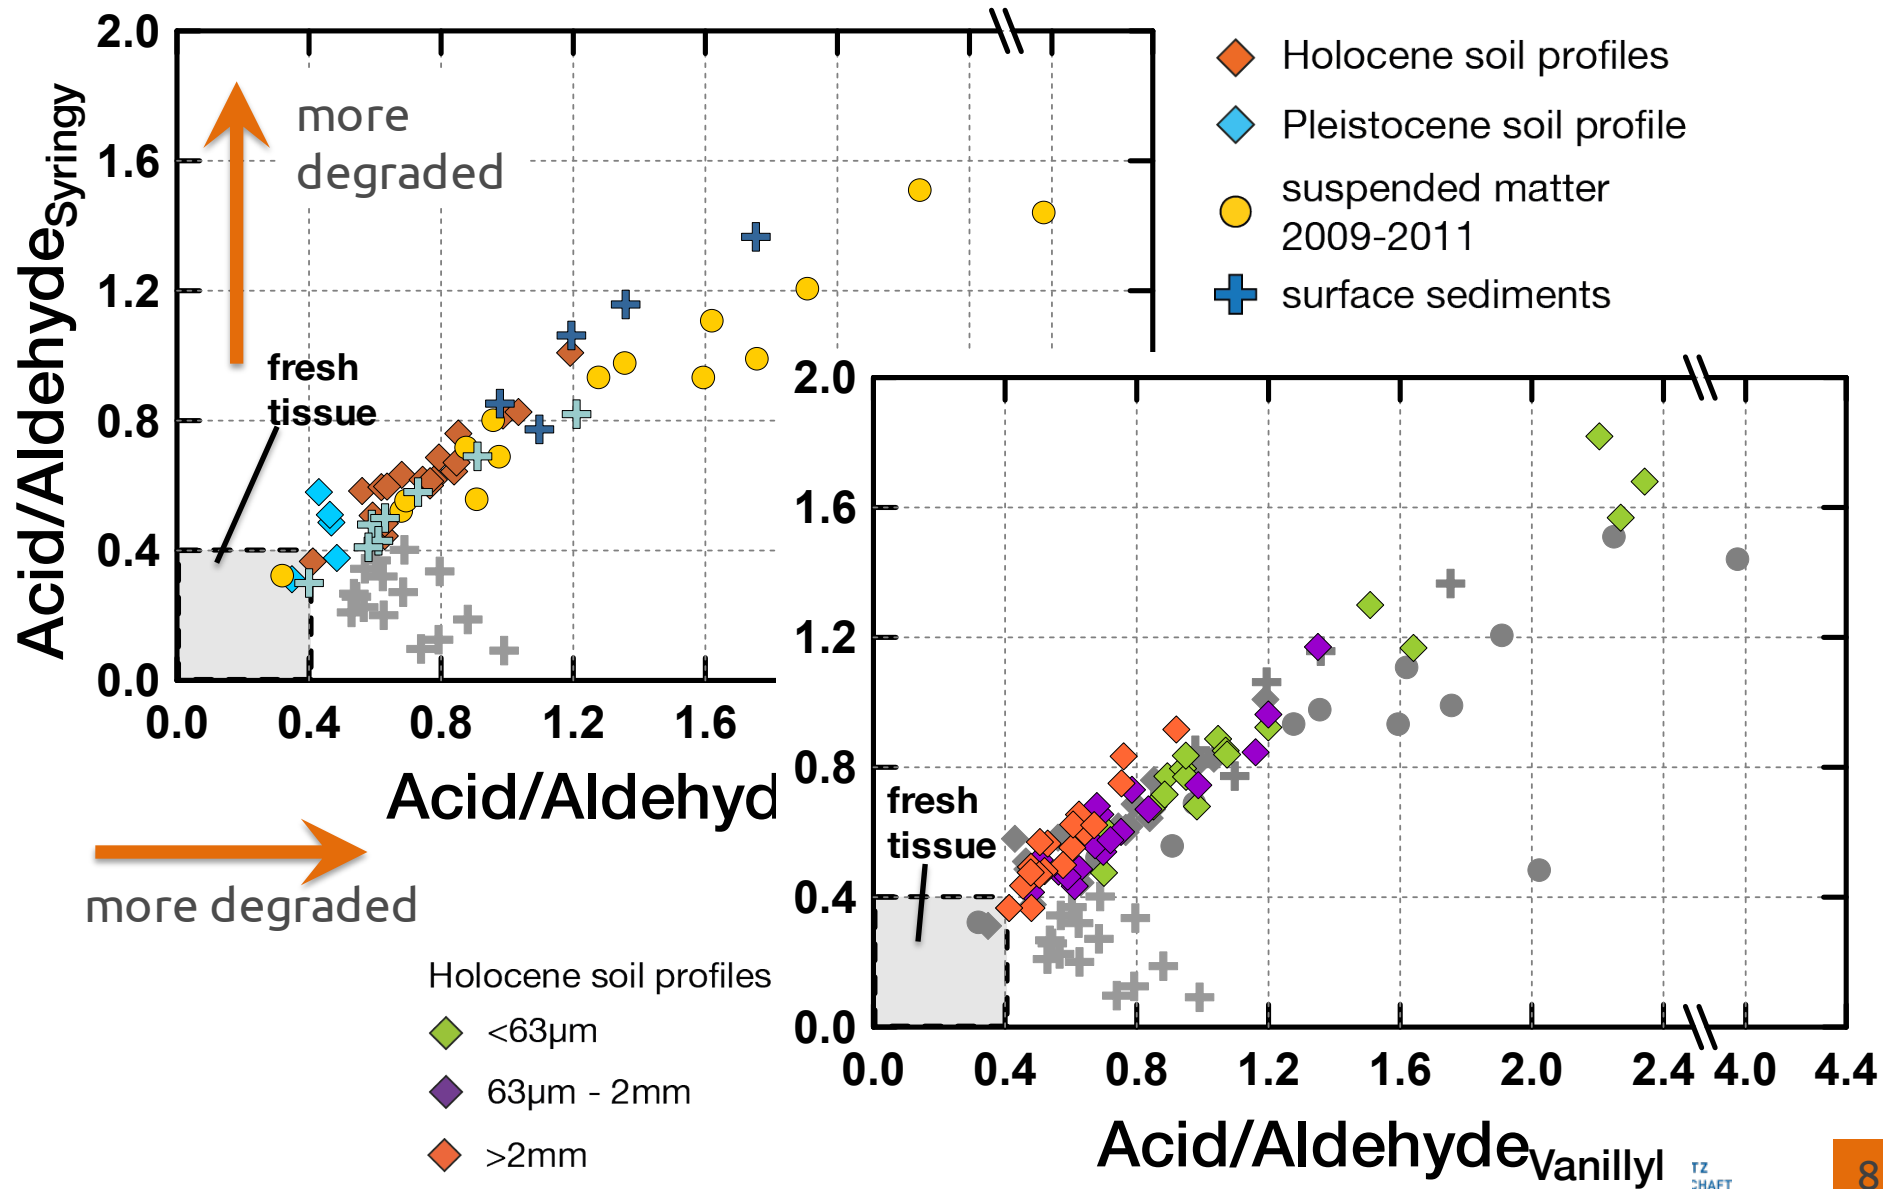 2.0
1.6
1.2
0.8
0.4
0.0
0.0 0.4 0.8 1.2 1.6
Acid/AldehydeSyringy
more
degraded
fresh
tissue
Acid/Aldehyd
more degraded
Holocene soil profiles
Pleistocene soil profile
suspended matter
2009-2011
surface sediments
2.0
1.6
1.2
0.8
0.4
0.0
fresh
tissue
0.0 0.4 0.8 1.2 1.6 2.0 2.4 4.0 4.4
Acid/AldehydeVanillyl
Holocene soil profiles
<63µm
63µm - 2mm
>2mm
TZ
CHAFT
8